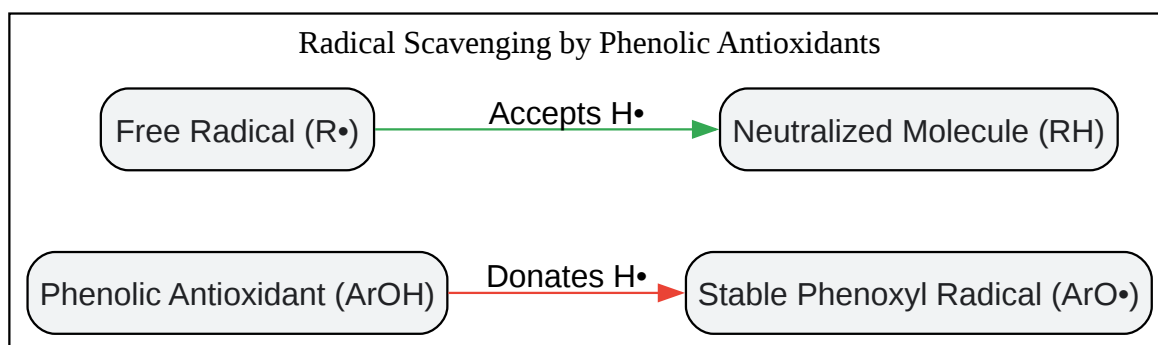 Radical Scavenging by Phenolic Antioxidants
Free Radical (R•)
Accepts H•
Neutralized Molecule (RH)
Phenolic Antioxidant (ArOH)
Donates H•
Stable Phenoxyl Radical (ArO•)